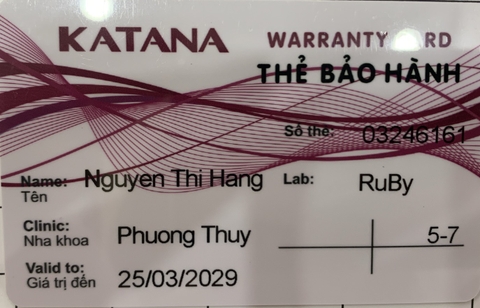 KATANA WARRANTY CARD
THẺ BẢO HÀNH
Số thẻ: 03246161
Name: Nguyen Thi Hang Lab: RuBy
Tên
Clinic: Phuong Thuy 5-7
Nha khoa
Valid to: 25/03/2029
Giá trị đến